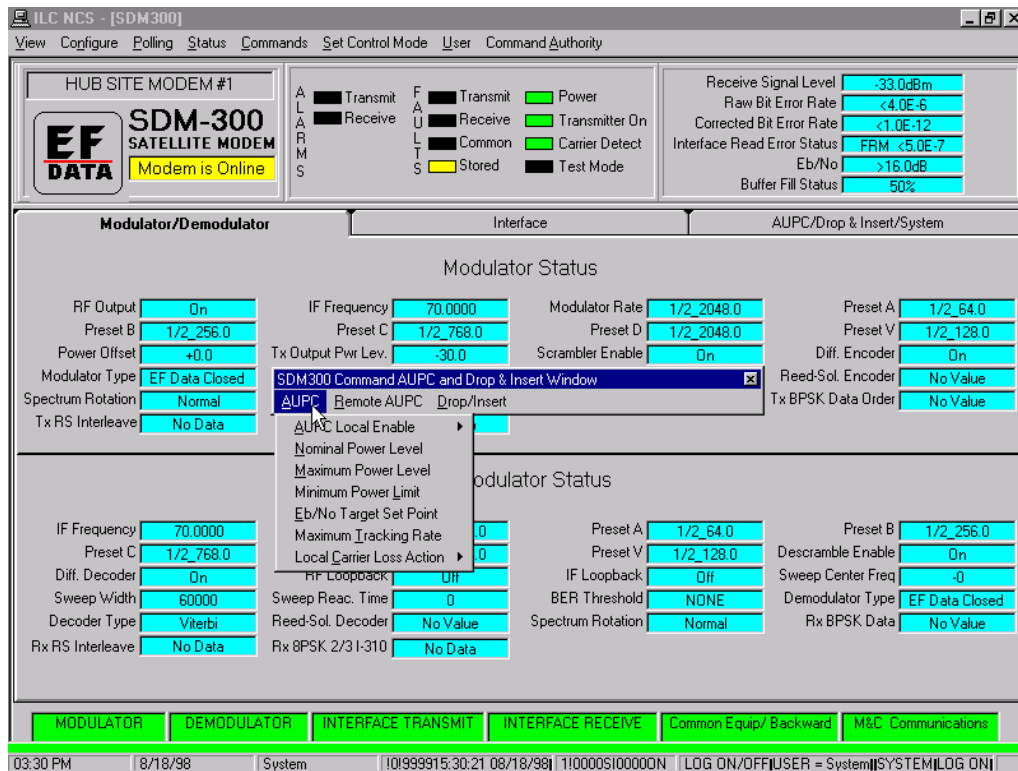 ILC NCS - [SDM300]
View Configure Polling Status Commands Set Control Mode User Command Authority
HUB SITE MODEM #1
EF DATA
SDM-300
SATELLITE MODEM
Modem is Online
ALARMS
Transmit
Receive
FAULTS
Transmit
Receive
Common
Stored
Power
Transmitter On
Carrier Detect
Test Mode
Receive Signal Level -33.0dBm
Raw Bit Error Rate <4.0E-6
Corrected Bit Error Rate <1.0E-12
Interface Read Error Status FRM <5.0E-7
Eb/No >16.0dB
Buffer Fill Status 50%
Modulator/Demodulator Interface AUPC/Drop & Insert/System
Modulator Status
RF Output On IF Frequency 70.0000 Modulator Rate 1/2_2048.0 Preset A 1/2_64.0
Preset B 1/2_256.0 Preset C 1/2_768.0 Preset D 1/2_2048.0 Preset V 1/2_128.0
Power Offset +0.0 Tx Output Pwr Lev. -30.0 Scrambler Enable On Diff. Encoder On
Modulator Type EF Data Closed
Reed-Sol. Encoder No Value
Spectrum Rotation Normal
Tx BPSK Data Order No Value
Tx RS Interleave No Data
SDM300 Command AUPC and Drop & Insert Window
AUPC Remote AUPC Drop/Insert
AUPC Local Enable
Nominal Power Level
Maximum Power Level
Minimum Power Limit
Eb/No Target Set Point
Maximum Tracking Rate
Local Carrier Loss Action
odulator Status
IF Frequency 70.0000 .0 Preset A 1/2_64.0 Preset B 1/2_256.0
Preset C 1/2_768.0 .0 Preset V 1/2_128.0 Descramble Enable On
Diff. Decoder On RF Loopback Off IF Loopback Off Sweep Center Freq -0
Sweep Width 60000 Sweep Reac. Time 0 BER Threshold NONE Demodulator Type EF Data Closed
Decoder Type Viterbi Reed-Sol. Decoder No Value Spectrum Rotation Normal Rx BPSK Data No Value
Rx RS Interleave No Data Rx 8PSK 2/3 I-310 No Data
MODULATOR DEMODULATOR INTERFACE TRANSMIT INTERFACE RECEIVE Common Equip/ Backward M&C Communications
03:30 PM 8/18/98 System !0!999915:30:21 08/18/98| 1!0000S!00000N LOG ON/OFF|USER = System||SYSTEM|LOG ON|